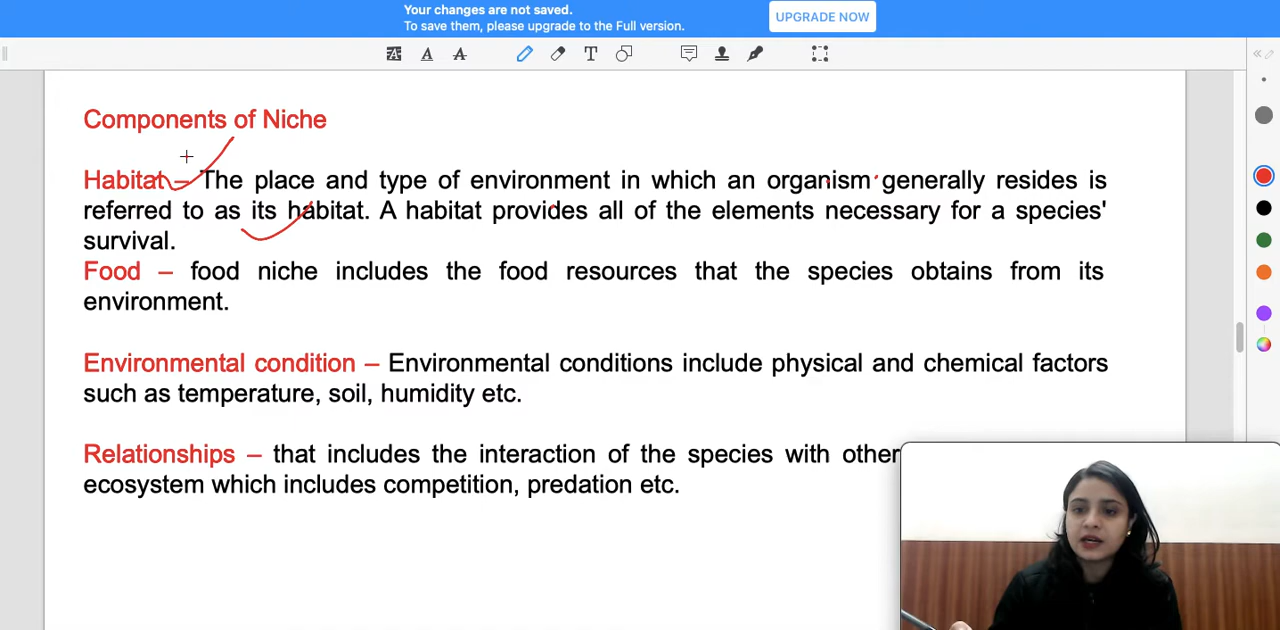 Your changes are not saved.
To save them, please upgrade to the Full version.
UPGRADE NOW
Components of Niche
Habitat – The place and type of environment in which an organism generally resides is
referred to as its habitat. A habitat provides all of the elements necessary for a species'
survival.
Food – food niche includes the food resources that the species obtains from its
environment.
Environmental condition – Environmental conditions include physical and chemical factors
such as temperature, soil, humidity etc.
Relationships – that includes the interaction of the species with other
ecosystem which includes competition, predation etc.